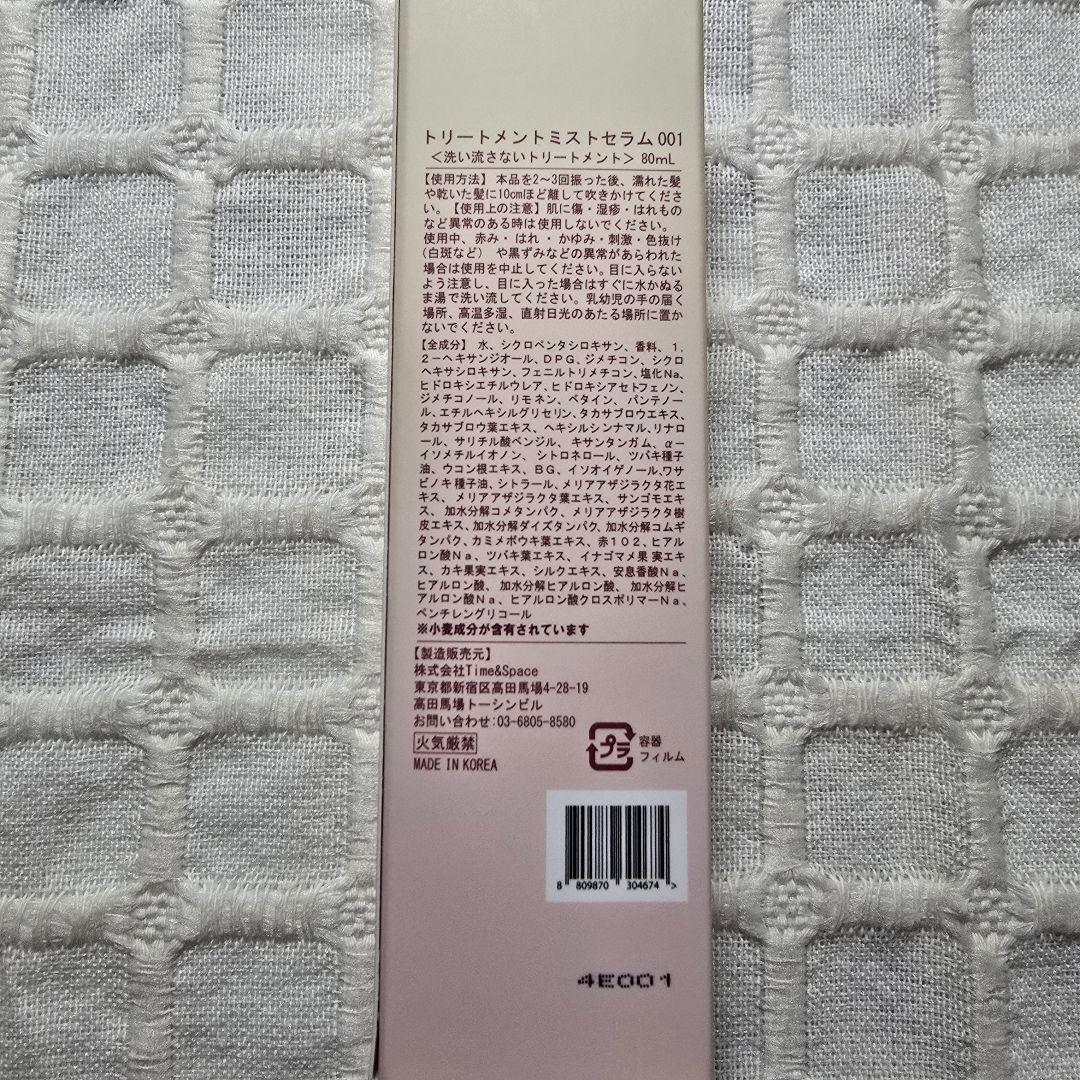 トリートメントミストセラム001
＜洗い流さないトリートメント＞ 80mL
【使用方法】 本品を2～3回振った後、濡れた髪
や乾いた髪に10cmほど離して吹きかけてくださ
い。【使用上の注意】肌に傷・湿疹・はれもの
など異常のある時は使用しないでください。
使用中、赤み・はれ・かゆみ・刺激・色抜け
(白斑など) や黒ずみなどの異常があらわれた
場合は使用を中止してください。目に入らない
よう注意し、目に入った場合はすぐに水かぬる
ま湯で洗い流してください。乳幼児の手の届く
場所、高温多湿、直射日光のあたる場所に置か
ないでください。
【全成分】 水、シクロペンタシロキサン、香料、１，
２－ヘキサンジオール、ＤＰＧ、ジメチコン、シクロ
ヘキサシロキサン、フェニルトリメチコン、塩化Ｎa、
ヒドロキシエチルウレア、ヒドロキシアセトフェノン、
ジメチコノール、リモネン、ベタイン、パンテノー
ル、エチルヘキシルグリセリン、タカサブロウエキス、
タカサブロウ葉エキス、ヘキシルシンナマル、リナロ
ール、サリチル酸ベンジル、キサンタンガム、α－
イソメチルイオノン、シトロネロール、ツバキ種子
油、ウコン根エキス、ＢＧ、イソオイゲノール、ワサ
ビノキ種子油、シトラール、メリアアザジラクタ花エ
キス、メリアアザジラクタ葉エキス、サンゴモエキ
ス、加水分解コメタンパク、メリアアザジラクタ樹
皮エキス、加水分解ダイズタンパク、加水分解コムギ
タンパク、カミメボウキ葉エキス、赤１０２、ヒアル
ロン酸Ｎａ、ツバキ葉エキス、イナゴマメ果実エキ
ス、カキ果実エキス、シルクエキス、安息香酸Ｎａ、
ヒアルロン酸、加水分解ヒアルロン酸、加水分解ヒ
アルロン酸Ｎａ、ヒアルロン酸クロスポリマーＮａ、
ペンチレングリコール
※小麦成分が含有されています
【製造販売元】
株式会社Time&Space
東京都新宿区高田馬場4-28-19
高田馬場トーシンビル
お問い合わせ:03-6805-8580
火気厳禁
MADE IN KOREA
プラ
容器
フィルム
8 809870 304674 >
4E001